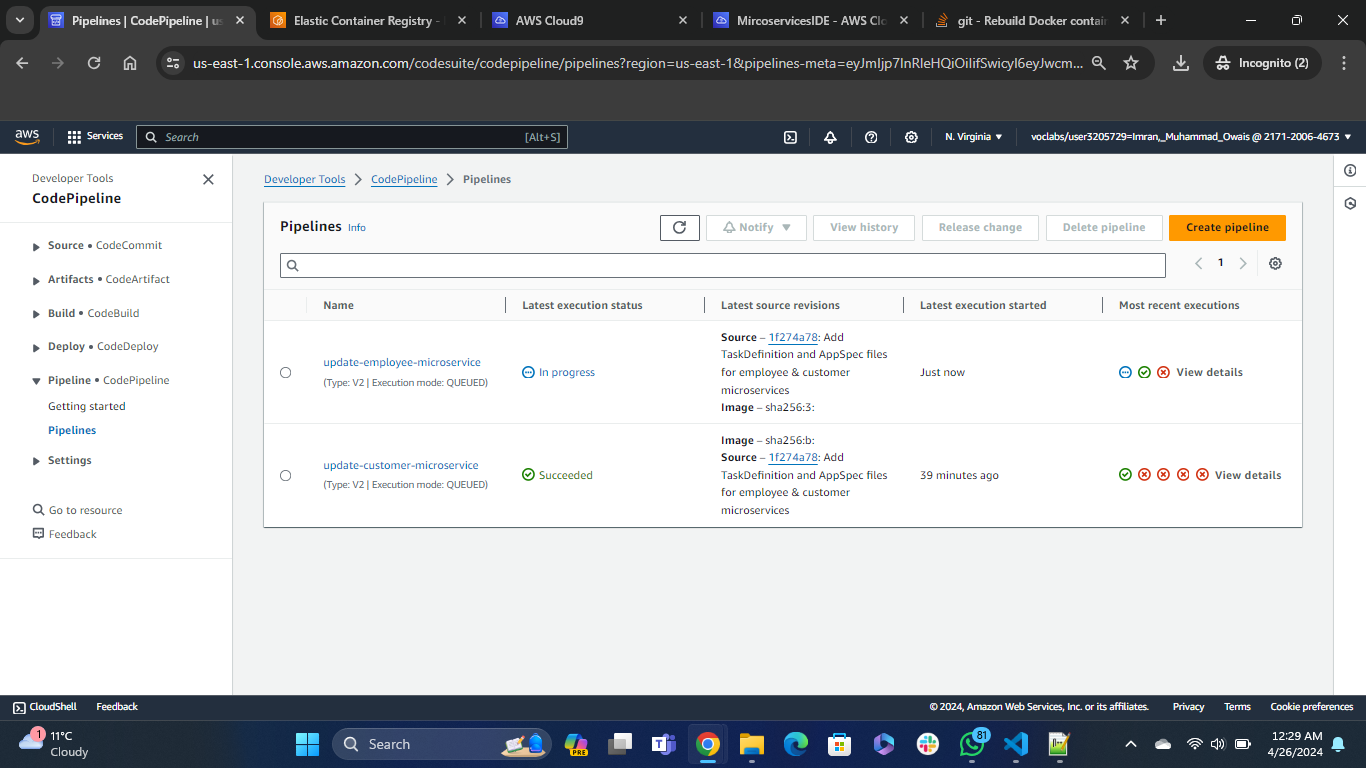 Pipelines | CodePipeline | us
Elastic Container Registry -
AWS Cloud9
MircoservicesIDE - AWS Clo
git - Rebuild Docker contain
us-east-1.console.aws.amazon.com/codesuite/codepipeline/pipelines?region=us-east-1&pipelines-meta=eyJmIjp7InRleHQiOiIifSwicyI6eyJwcm...
Incognito (2)
aws
Services
Search
[Alt+S]
N. Virginia
voclabs/user3205729=Imran,_Muhammad_Owais @ 2171-2006-4673
Developer Tools
CodePipeline
Source • CodeCommit
Artifacts • CodeArtifact
Build • CodeBuild
Deploy • CodeDeploy
Pipeline • CodePipeline
Getting started
Pipelines
Settings
Go to resource
Feedback
Developer Tools
CodePipeline
Pipelines
Pipelines Info
Notify
View history
Release change
Delete pipeline
Create pipeline
1
Name
Latest execution status
Latest source revisions
Latest execution started
Most recent executions
update-employee-microservice
(Type: V2 | Execution mode: QUEUED)
In progress
Source – 1f274a78: Add
TaskDefinition and AppSpec files
for employee & customer
microservices
Image – sha256:3:
Just now
View details
update-customer-microservice
(Type: V2 | Execution mode: QUEUED)
Succeeded
Image – sha256:b:
Source – 1f274a78: Add
TaskDefinition and AppSpec files
for employee & customer
microservices
39 minutes ago
View details
CloudShell
Feedback
© 2024, Amazon Web Services, Inc. or its affiliates.
Privacy
Terms
Cookie preferences
1
11°C
Cloudy
Search
PRE
81
12:29 AM
4/26/2024